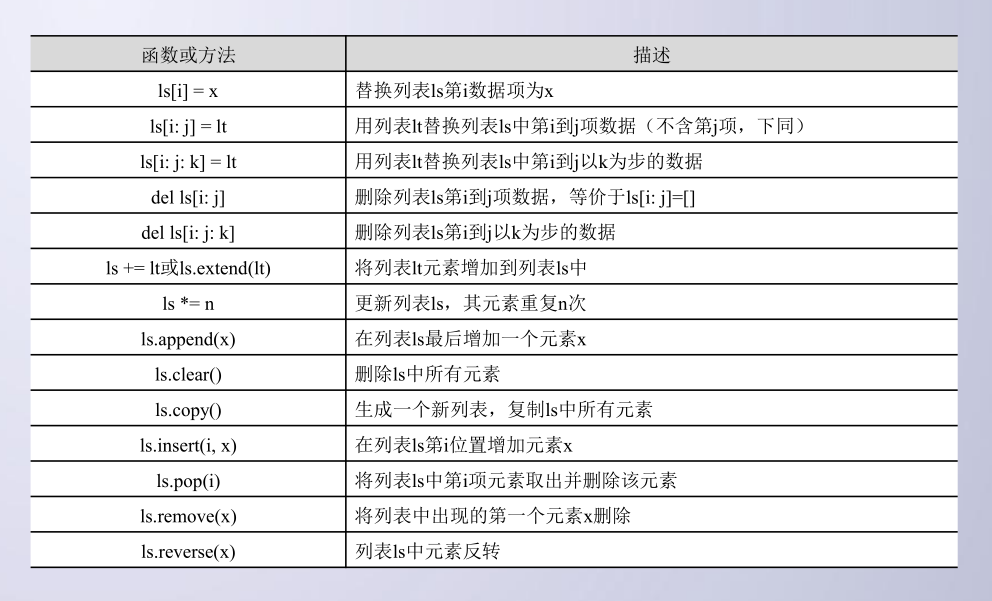 函数或方法 描述
ls[i] = x 替换列表ls第i数据项为x
ls[i: j] = lt 用列表lt替换列表ls中第i到j项数据（不含第j项，下同）
ls[i: j: k] = lt 用列表lt替换列表ls中第i到j以k为步的数据
del ls[i: j] 删除列表ls第i到j项数据，等价于ls[i: j]=[]
del ls[i: j: k] 删除列表ls第i到j以k为步的数据
ls += lt或ls.extend(lt) 将列表lt元素增加到列表ls中
ls *= n 更新列表ls，其元素重复n次
ls.append(x) 在列表ls最后增加一个元素x
ls.clear() 删除ls中所有元素
ls.copy() 生成一个新列表，复制ls中所有元素
ls.insert(i, x) 在列表ls第i位置增加元素x
ls.pop(i) 将列表ls中第i项元素取出并删除该元素
ls.remove(x) 将列表中出现的第一个元素x删除
ls.reverse(x) 列表ls中元素反转